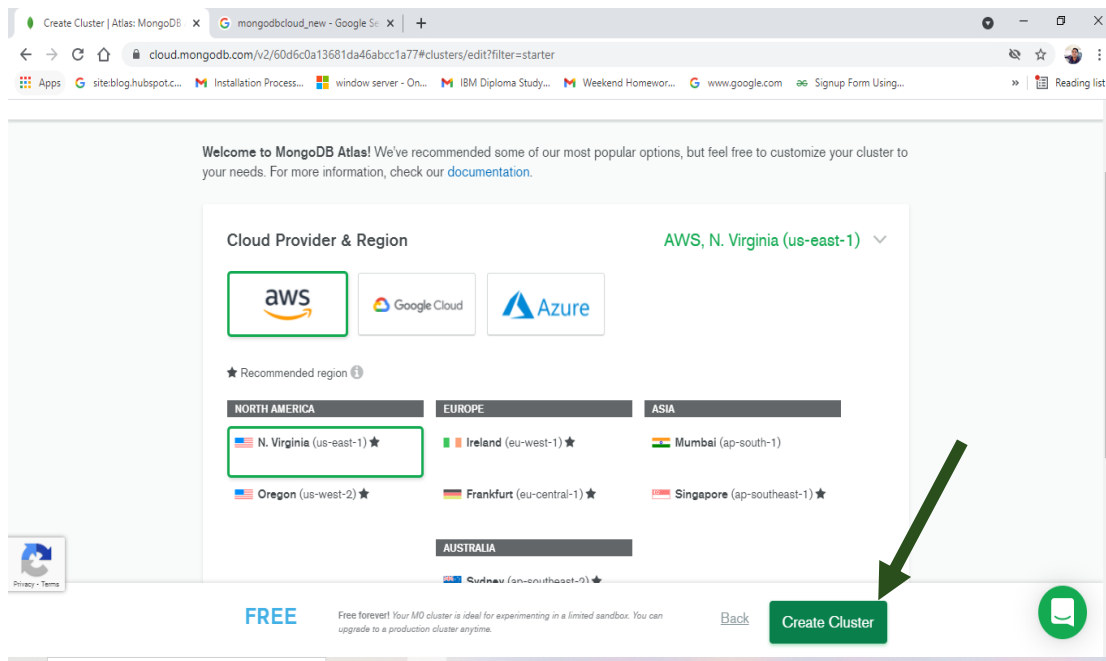 Create Cluster | Atlas: MongoDB
mongodbcloud_new - Google Se
cloud.mongodb.com/v2/60d6c0a13681da46abcc1a77#clusters/edit?filter=starter
Apps siteblog.hubspot.c... Installation Process... window server - On... IBM Diploma Study... Weekend Homewor... www.google.com Signup Form Using... » Reading list
Welcome to MongoDB Atlas! We've recommended some of our most popular options, but feel free to customize your cluster to
your needs. For more information, check our documentation.
Cloud Provider & Region
AWS, N. Virginia (us-east-1)
aws
Google Cloud
Azure
★ Recommended region
NORTH AMERICA
EUROPE
ASIA
N. Virginia (us-east-1) ★
Ireland (eu-west-1) ★
Mumbai (ap-south-1)
Oregon (us-west-2) ★
Frankfurt (eu-central-1) ★
Singapore (ap-southeast-1) ★
AUSTRALIA
Sydney (ap-southeast-2) ★
Privacy - Terms
FREE
Free forever! Your M0 cluster is ideal for experimenting in a limited sandbox. You can
upgrade to a production cluster anytime.
Back
Create Cluster